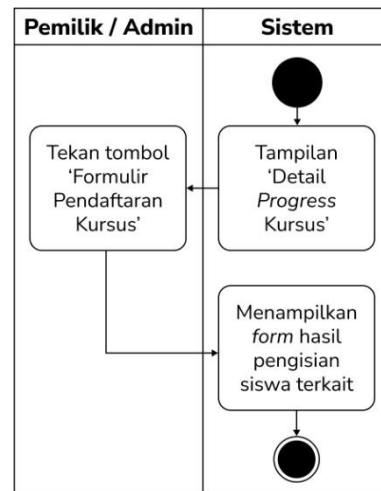 Pemilik / Admin
Sistem
Tampilan
‘Detail
Progress
Kursus’
Tekan tombol
‘Formulir
Pendaftaran
Kursus’
Menampilkan
form hasil
pengisian
siswa terkait